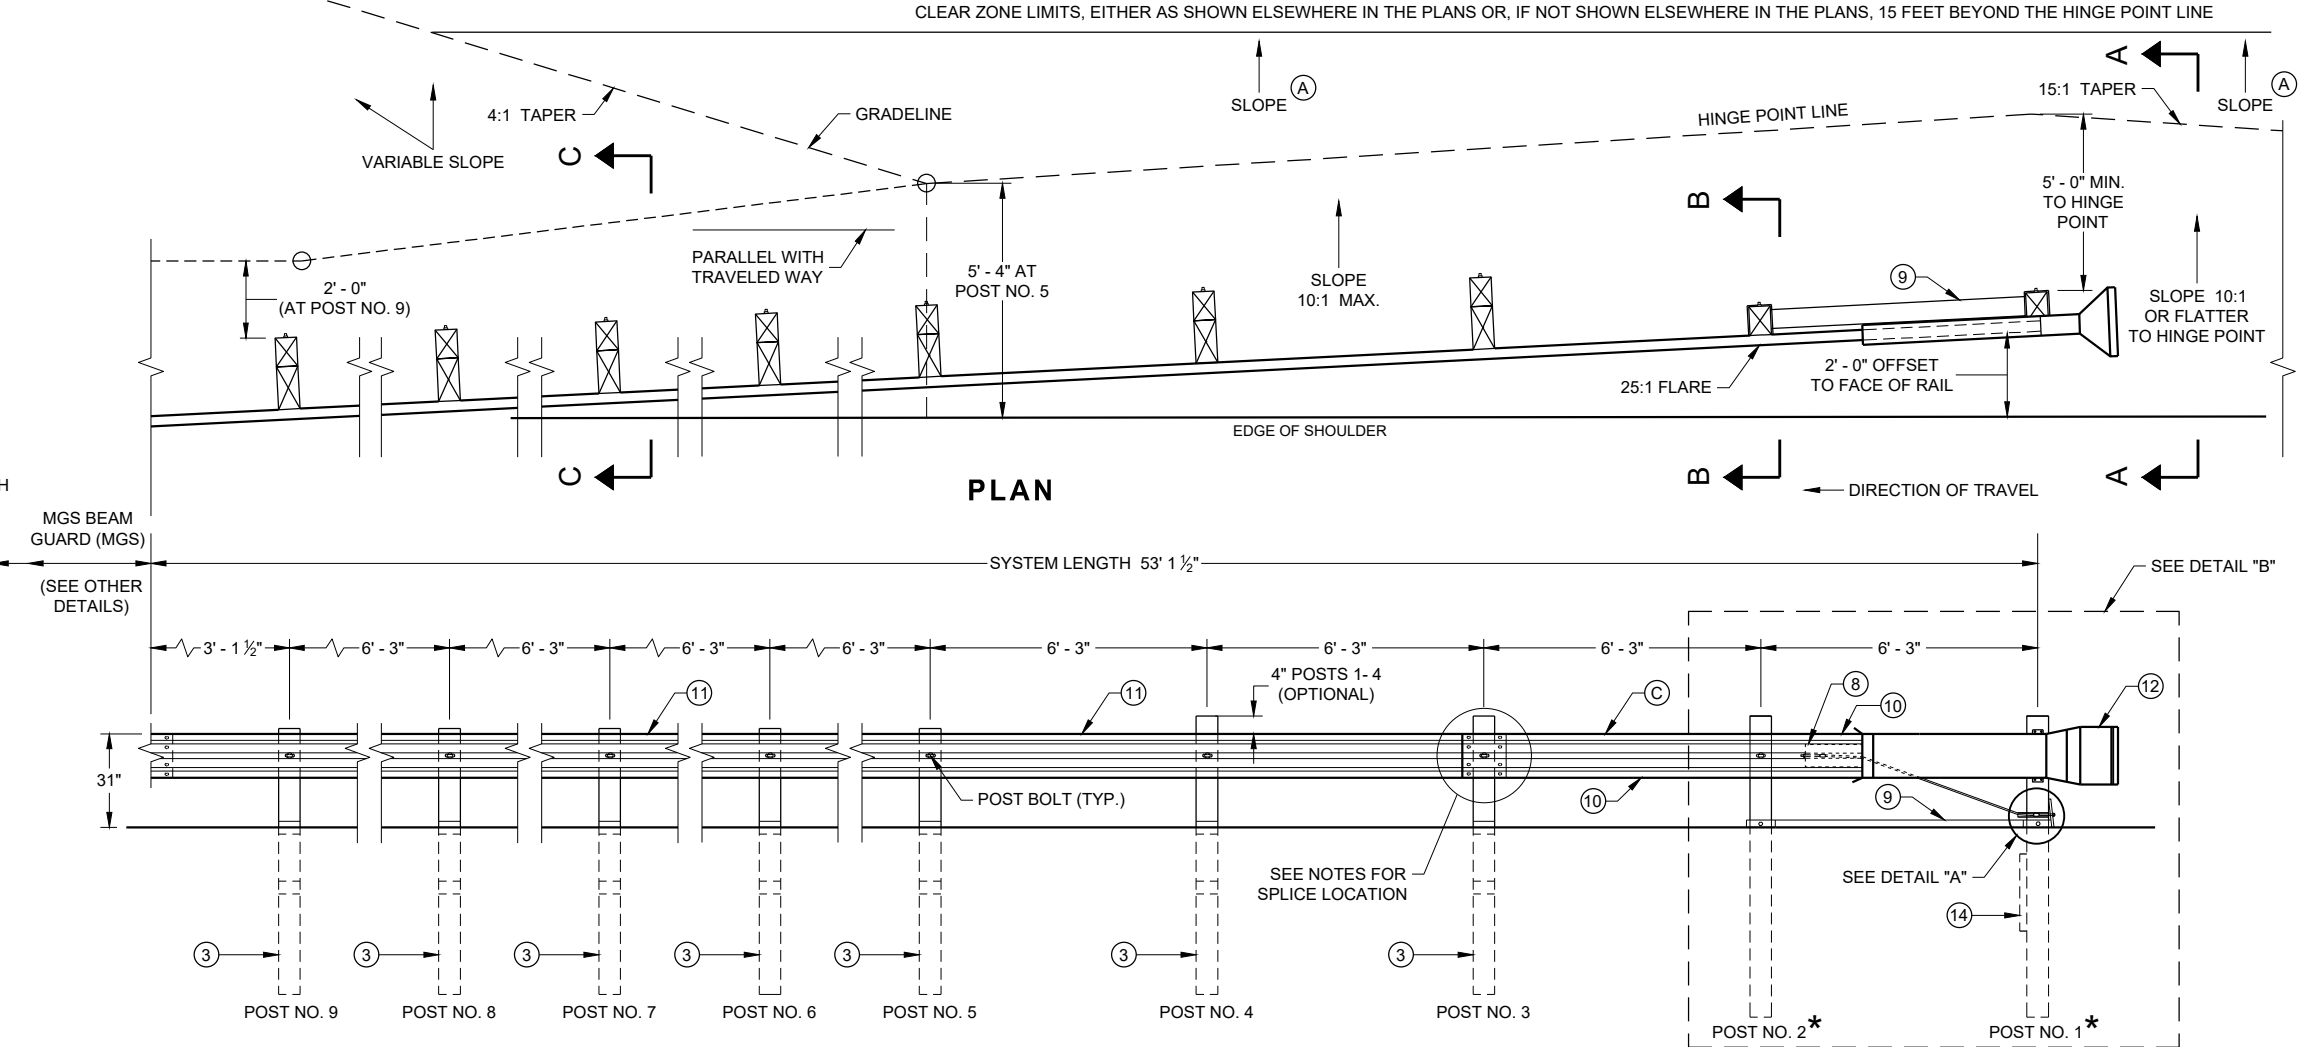 CLEAR ZONE LIMITS, EITHER AS SHOWN ELSEWHERE IN THE PLANS OR, IF NOT SHOWN ELSEWHERE IN THE PLANS, 15 FEET BEYOND THE HINGE POINT LINE
A
A
15:1 TAPER
SLOPE
A
SLOPE
4:1 TAPER
GRADELINE
HINGE POINT LINE
VARIABLE SLOPE
C
B
5' - 0" MIN.
TO HINGE
POINT
PARALLEL WITH
TRAVELED WAY
5' - 4" AT
POST NO. 5
SLOPE
10:1 MAX.
9
2' - 0"
(AT POST NO. 9)
SLOPE 10:1
OR FLATTER
TO HINGE POINT
2' - 0" OFFSET
TO FACE OF RAIL
25:1 FLARE
EDGE OF SHOULDER
C
B
A
H
PLAN
DIRECTION OF TRAVEL
MGS BEAM
GUARD (MGS)
(SEE OTHER
DETAILS)
SYSTEM LENGTH 53' 1 ½"
SEE DETAIL "B"
3' - 1 ½"
6' - 3"
6' - 3"
6' - 3"
6' - 3"
6' - 3"
6' - 3"
6' - 3"
6' - 3"
4" POSTS 1- 4
(OPTIONAL)
11
11
C
8
10
12
31"
POST BOLT (TYP.)
10
9
SEE NOTES FOR
SPLICE LOCATION
SEE DETAIL "A"
14
3
3
3
3
3
3
3
POST NO. 9
POST NO. 8
POST NO. 7
POST NO. 6
POST NO. 5
POST NO. 4
POST NO. 3
POST NO. 2*
POST NO. 1*